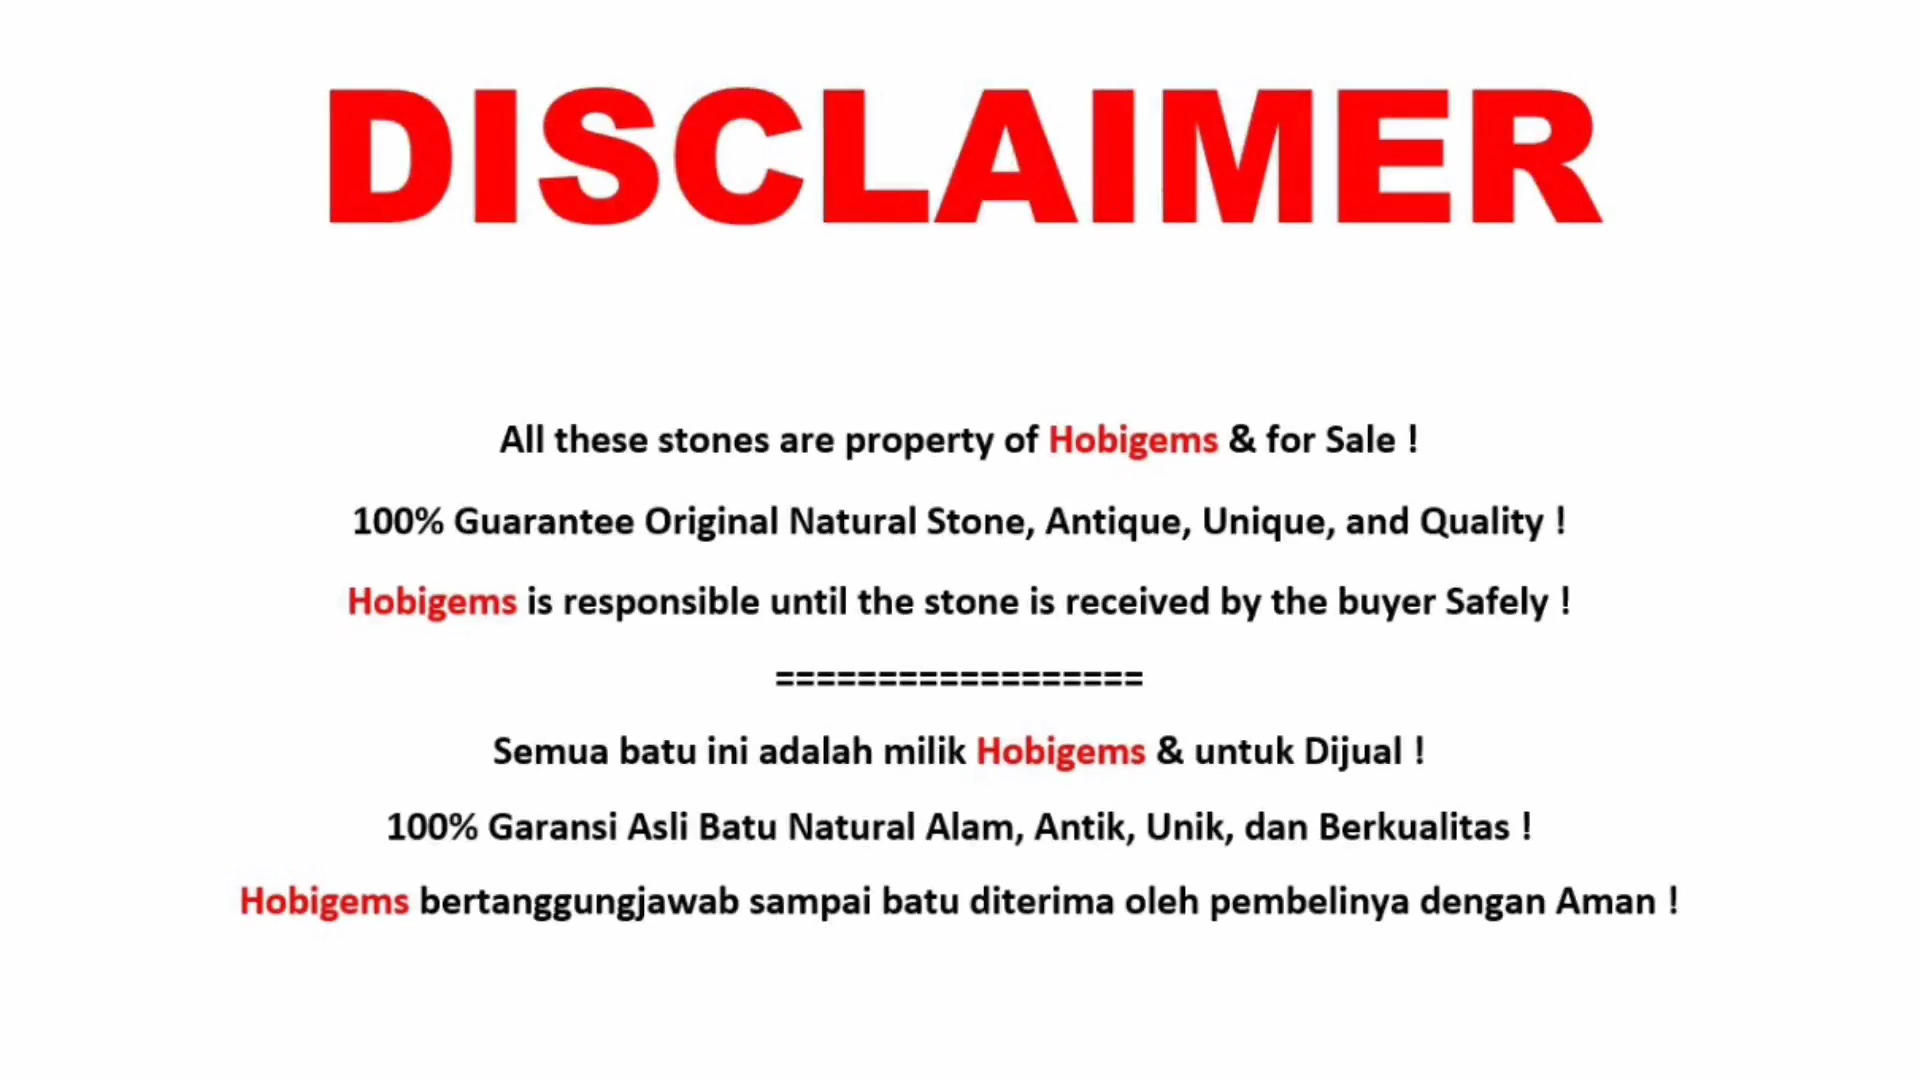 DISCLAIMER
All these stones are property of Hobigems & for Sale !
100% Guarantee Original Natural Stone, Antique, Unique, and Quality !
Hobigems is responsible until the stone is received by the buyer Safely !
==================
Semua batu ini adalah milik Hobigems & untuk Dijual !
100% Garansi Asli Batu Natural Alam, Antik, Unik, dan Berkualitas !
Hobigems bertanggungjawab sampai batu diterima oleh pembelinya dengan Aman !